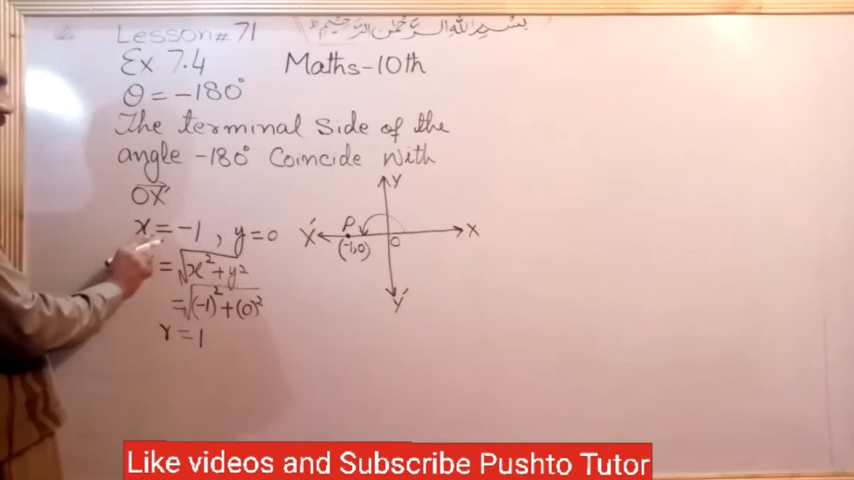 Lesson# 71
بسم الله الرحمن الرحيم
Ex 7.4 Maths-10th
θ = -180°
The terminal side of the
angle -180° Coincide with
OX'
x = -1 , y = 0
= √x² + y²
= √(-1)² + (0)²
r = 1
Y
X' P O X
(-1,0)
Y'
Like videos and Subscribe Pushto Tutor